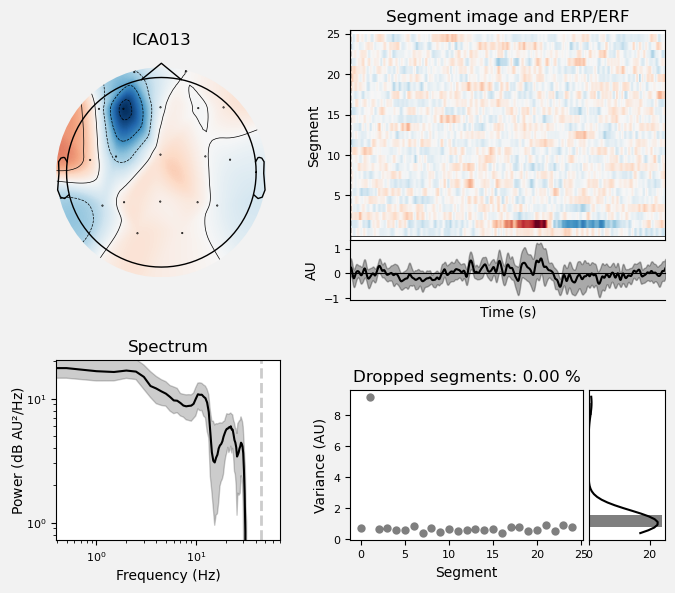 ICA013
Segment image and ERP/ERF
Segment
25
20
15
10
5
AU
1
0
−1
Time (s)
Spectrum
Power (dB AU²/Hz)
10¹
10⁰
10⁰ 10¹
Frequency (Hz)
Dropped segments: 0.00 %
Variance (AU)
8
6
4
2
0
0 5 10 15 20 25 0 20
Segment